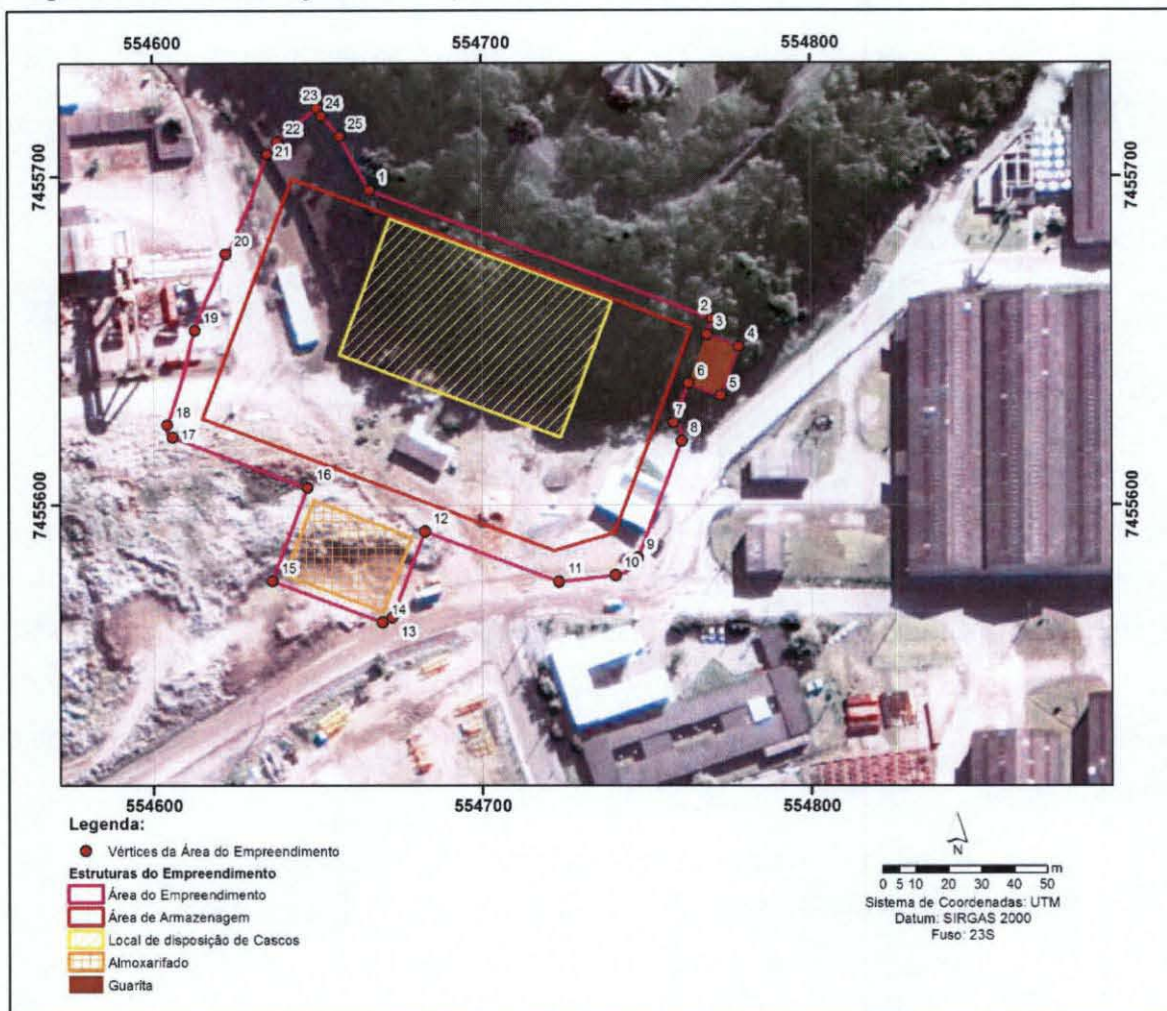 554600 554700 554800
7455700 7455700
7455600 7455600
23
24
25
22
21
1
20
2
3
4
19
6
5
7
8
18
17
16
12
9
10
11
15
14
13
554600 554700 554800
Legenda:
Vértices da Área do Empreendimento
Estruturas do Empreendimento
Área do Empreendimento
Área de Armazenagem
Local de disposição de Cascos
Almoxarifado
Guarita
N
0 5 10 20 30 40 50 m
Sistema de Coordenadas: UTM
Datum: SIRGAS 2000
Fuso: 23S